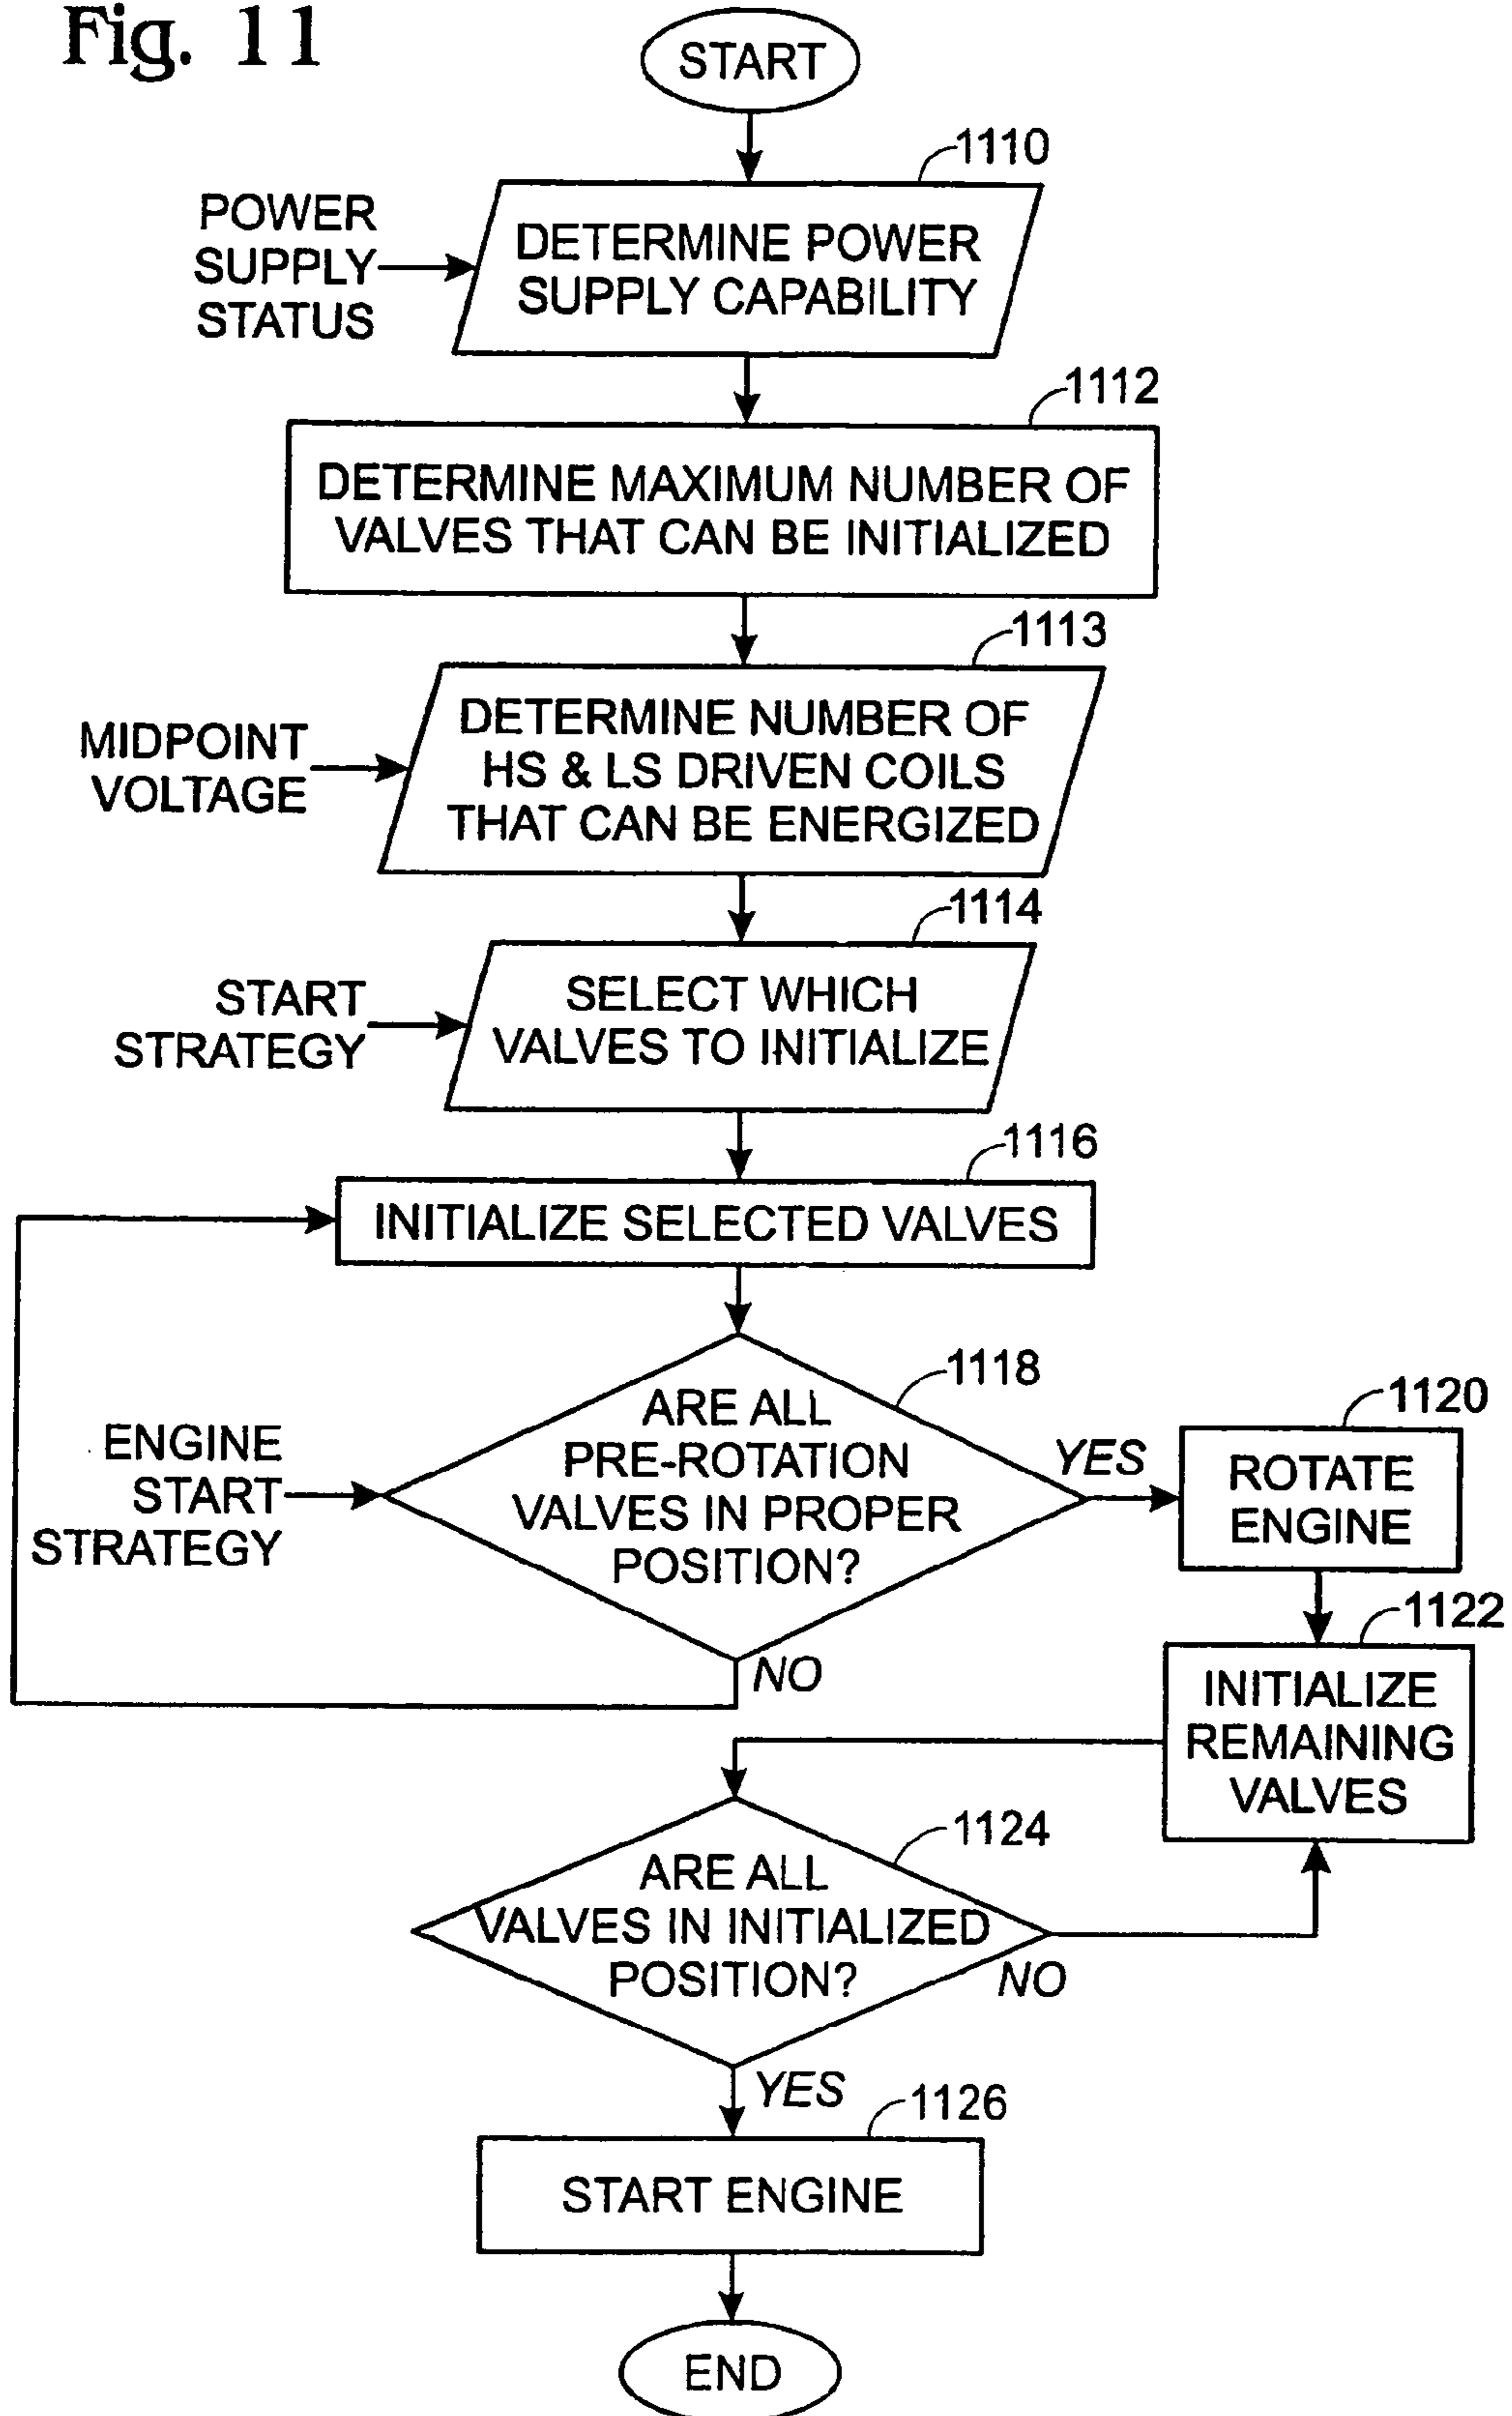 Fig. 11
START
1110
POWER
SUPPLY
STATUS
DETERMINE POWER
SUPPLY CAPABILITY
1112
DETERMINE MAXIMUM NUMBER OF
VALVES THAT CAN BE INITIALIZED
1113
MIDPOINT
VOLTAGE
DETERMINE NUMBER OF
HS & LS DRIVEN COILS
THAT CAN BE ENERGIZED
1114
START
STRATEGY
SELECT WHICH
VALVES TO INITIALIZE
1116
INITIALIZE SELECTED VALVES
1118
ENGINE
START
STRATEGY
ARE ALL
PRE-ROTATION
VALVES IN PROPER
POSITION?
YES
NO
1120
ROTATE
ENGINE
1122
INITIALIZE
REMAINING
VALVES
1124
ARE ALL
VALVES IN INITIALIZED
POSITION?
NO
YES
1126
START ENGINE
END